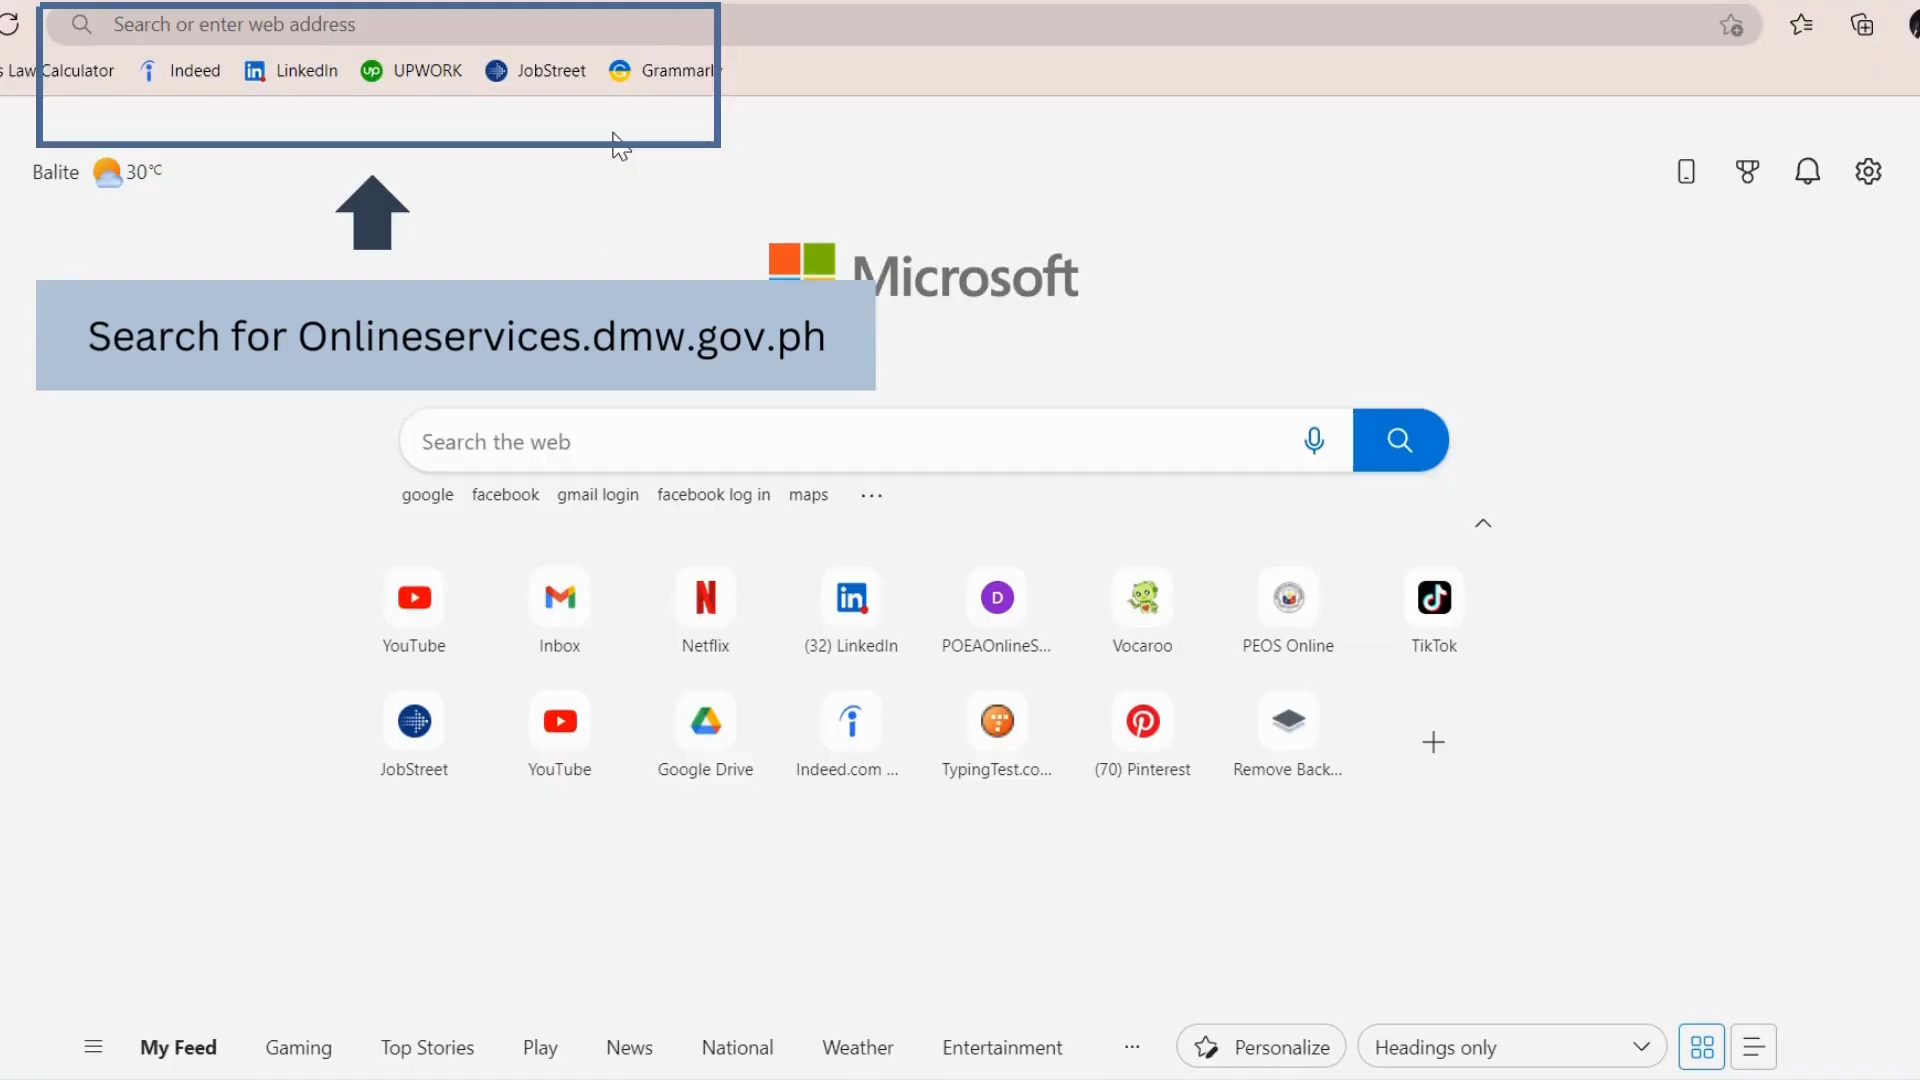 Search or enter web address
s Law Calculator Indeed LinkedIn UPWORK JobStreet Grammarly
Balite 30°C
Microsoft
Search for Onlineservices.dmw.gov.ph
Search the web
google facebook gmail login facebook log in maps ...
YouTube Inbox Netflix (32) LinkedIn POEAOnlineS... Vocaroo PEOS Online TikTok
JobStreet YouTube Google Drive Indeed.com ... TypingTest.co... (70) Pinterest Remove Back...
My Feed Gaming Top Stories Play News National Weather Entertainment ... Personalize Headings only